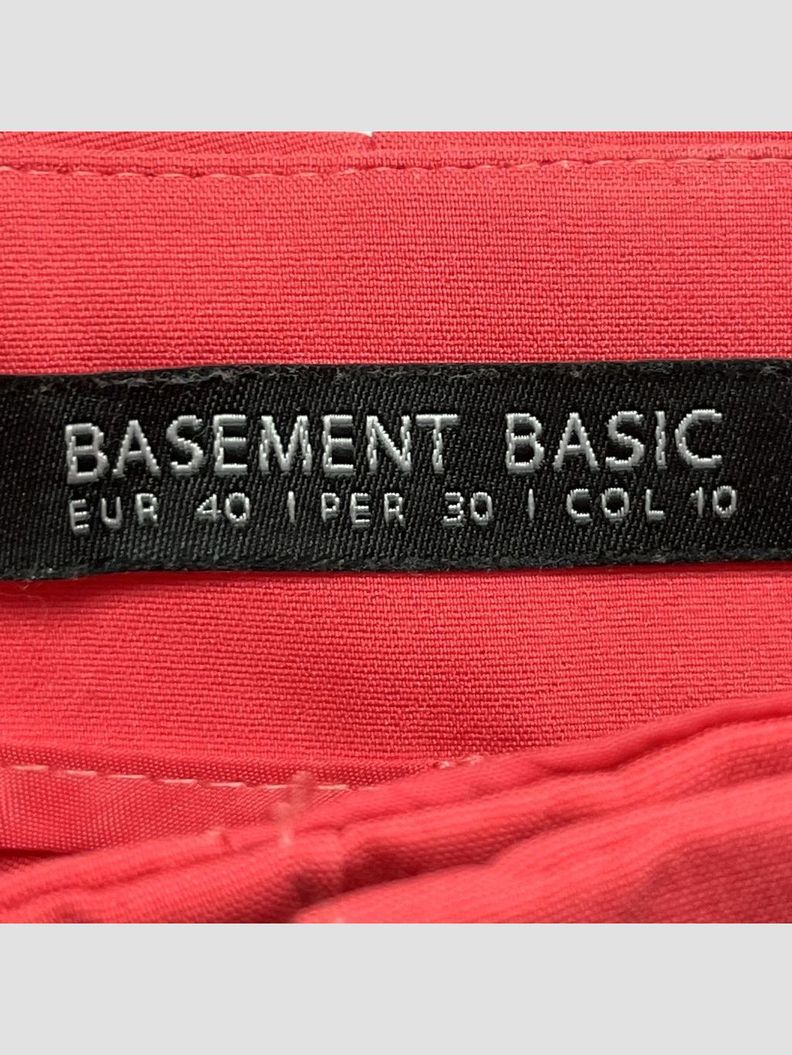 BASEMENT BASIC
EUR 40 | PER 30 | COL 10